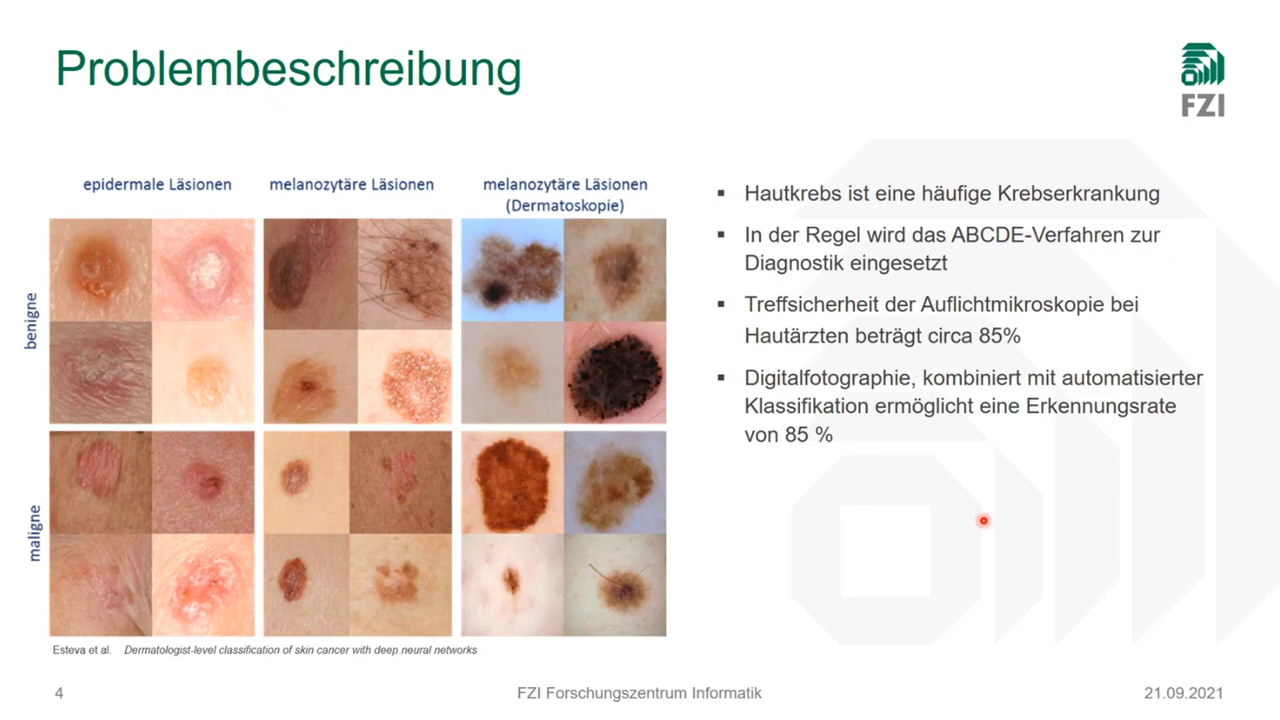 Problembeschreibung
FZI
epidermale Läsionen
melanozytäre Läsionen
melanozytäre Läsionen
(Dermatoskopie)
benigne
maligne
▪ Hautkrebs ist eine häufige Krebserkrankung
▪ In der Regel wird das ABCDE-Verfahren zur
Diagnostik eingesetzt
▪ Treffsicherheit der Auflichtmikroskopie bei
Hautärzten beträgt circa 85%
▪ Digitalfotographie, kombiniert mit automatisierter
Klassifikation ermöglicht eine Erkennungsrate
von 85 %
Esteva et al. Dermatologist-level classification of skin cancer with deep neural networks
4
FZI Forschungszentrum Informatik
21.09.2021